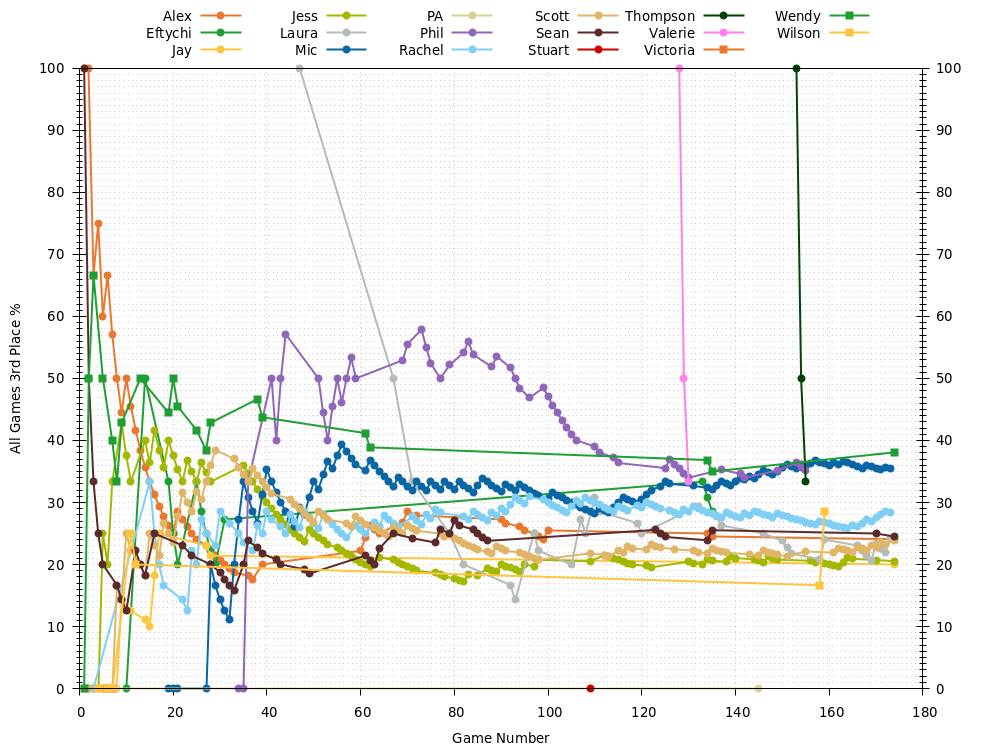 Alex Jess PA Scott Thompson Wendy
Eftychi Laura Phil Sean Valerie Wilson
Jay Mic Rachel Stuart Victoria
100 100
90 90
80 80
70 70
60 60
50 50
40 40
30 30
20 20
10 10
0 0
All Games 3rd Place %
0 20 40 60 80 100 120 140 160 180
Game Number